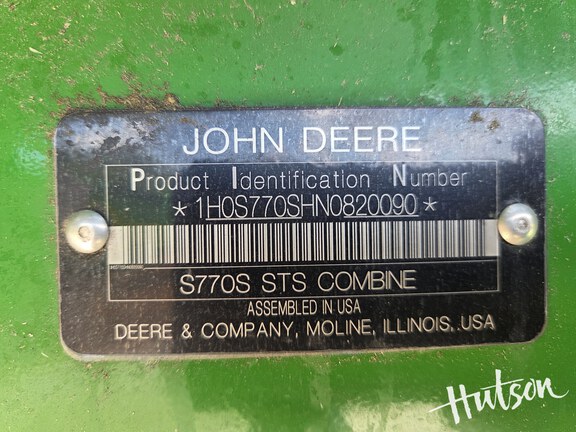 JOHN DEERE
Product Identification Number
*1H0S770SHN0820090*
S770S STS COMBINE
ASSEMBLED IN USA
DEERE & COMPANY, MOLINE, ILLINOIS, USA
Hutson